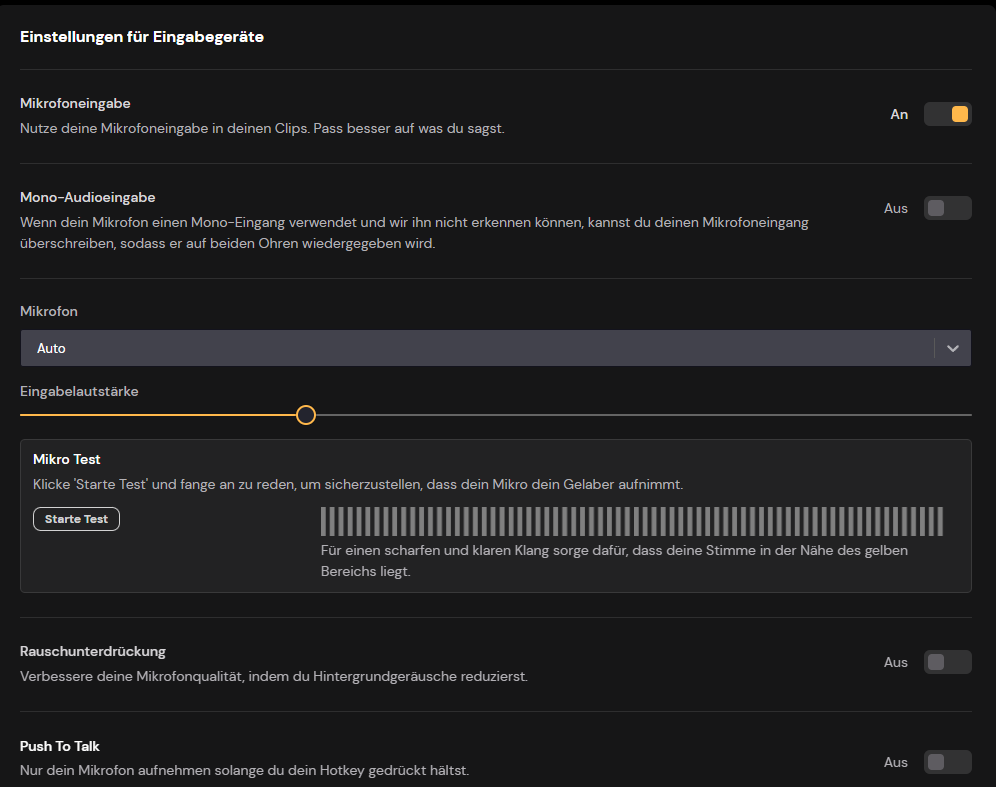 Einstellungen für Eingabegeräte
Mikrofoneingabe
Nutze deine Mikrofoneingabe in deinen Clips. Pass besser auf was du sagst.
An
Mono-Audioeingabe
Wenn dein Mikrofon einen Mono-Eingang verwendet und wir ihn nicht erkennen können, kannst du deinen Mikrofoneingang
überschreiben, sodass er auf beiden Ohren wiedergegeben wird.
Aus
Mikrofon
Auto
Eingabelautstärke
Mikro Test
Klicke 'Starte Test' und fange an zu reden, um sicherzustellen, dass dein Mikro dein Gelaber aufnimmt.
Starte Test
Für einen scharfen und klaren Klang sorge dafür, dass deine Stimme in der Nähe des gelben
Bereichs liegt.
Rauschunterdrückung
Verbessere deine Mikrofonqualität, indem du Hintergrundgeräusche reduzierst.
Aus
Push To Talk
Nur dein Mikrofon aufnehmen solange du dein Hotkey gedrückt hältst.
Aus